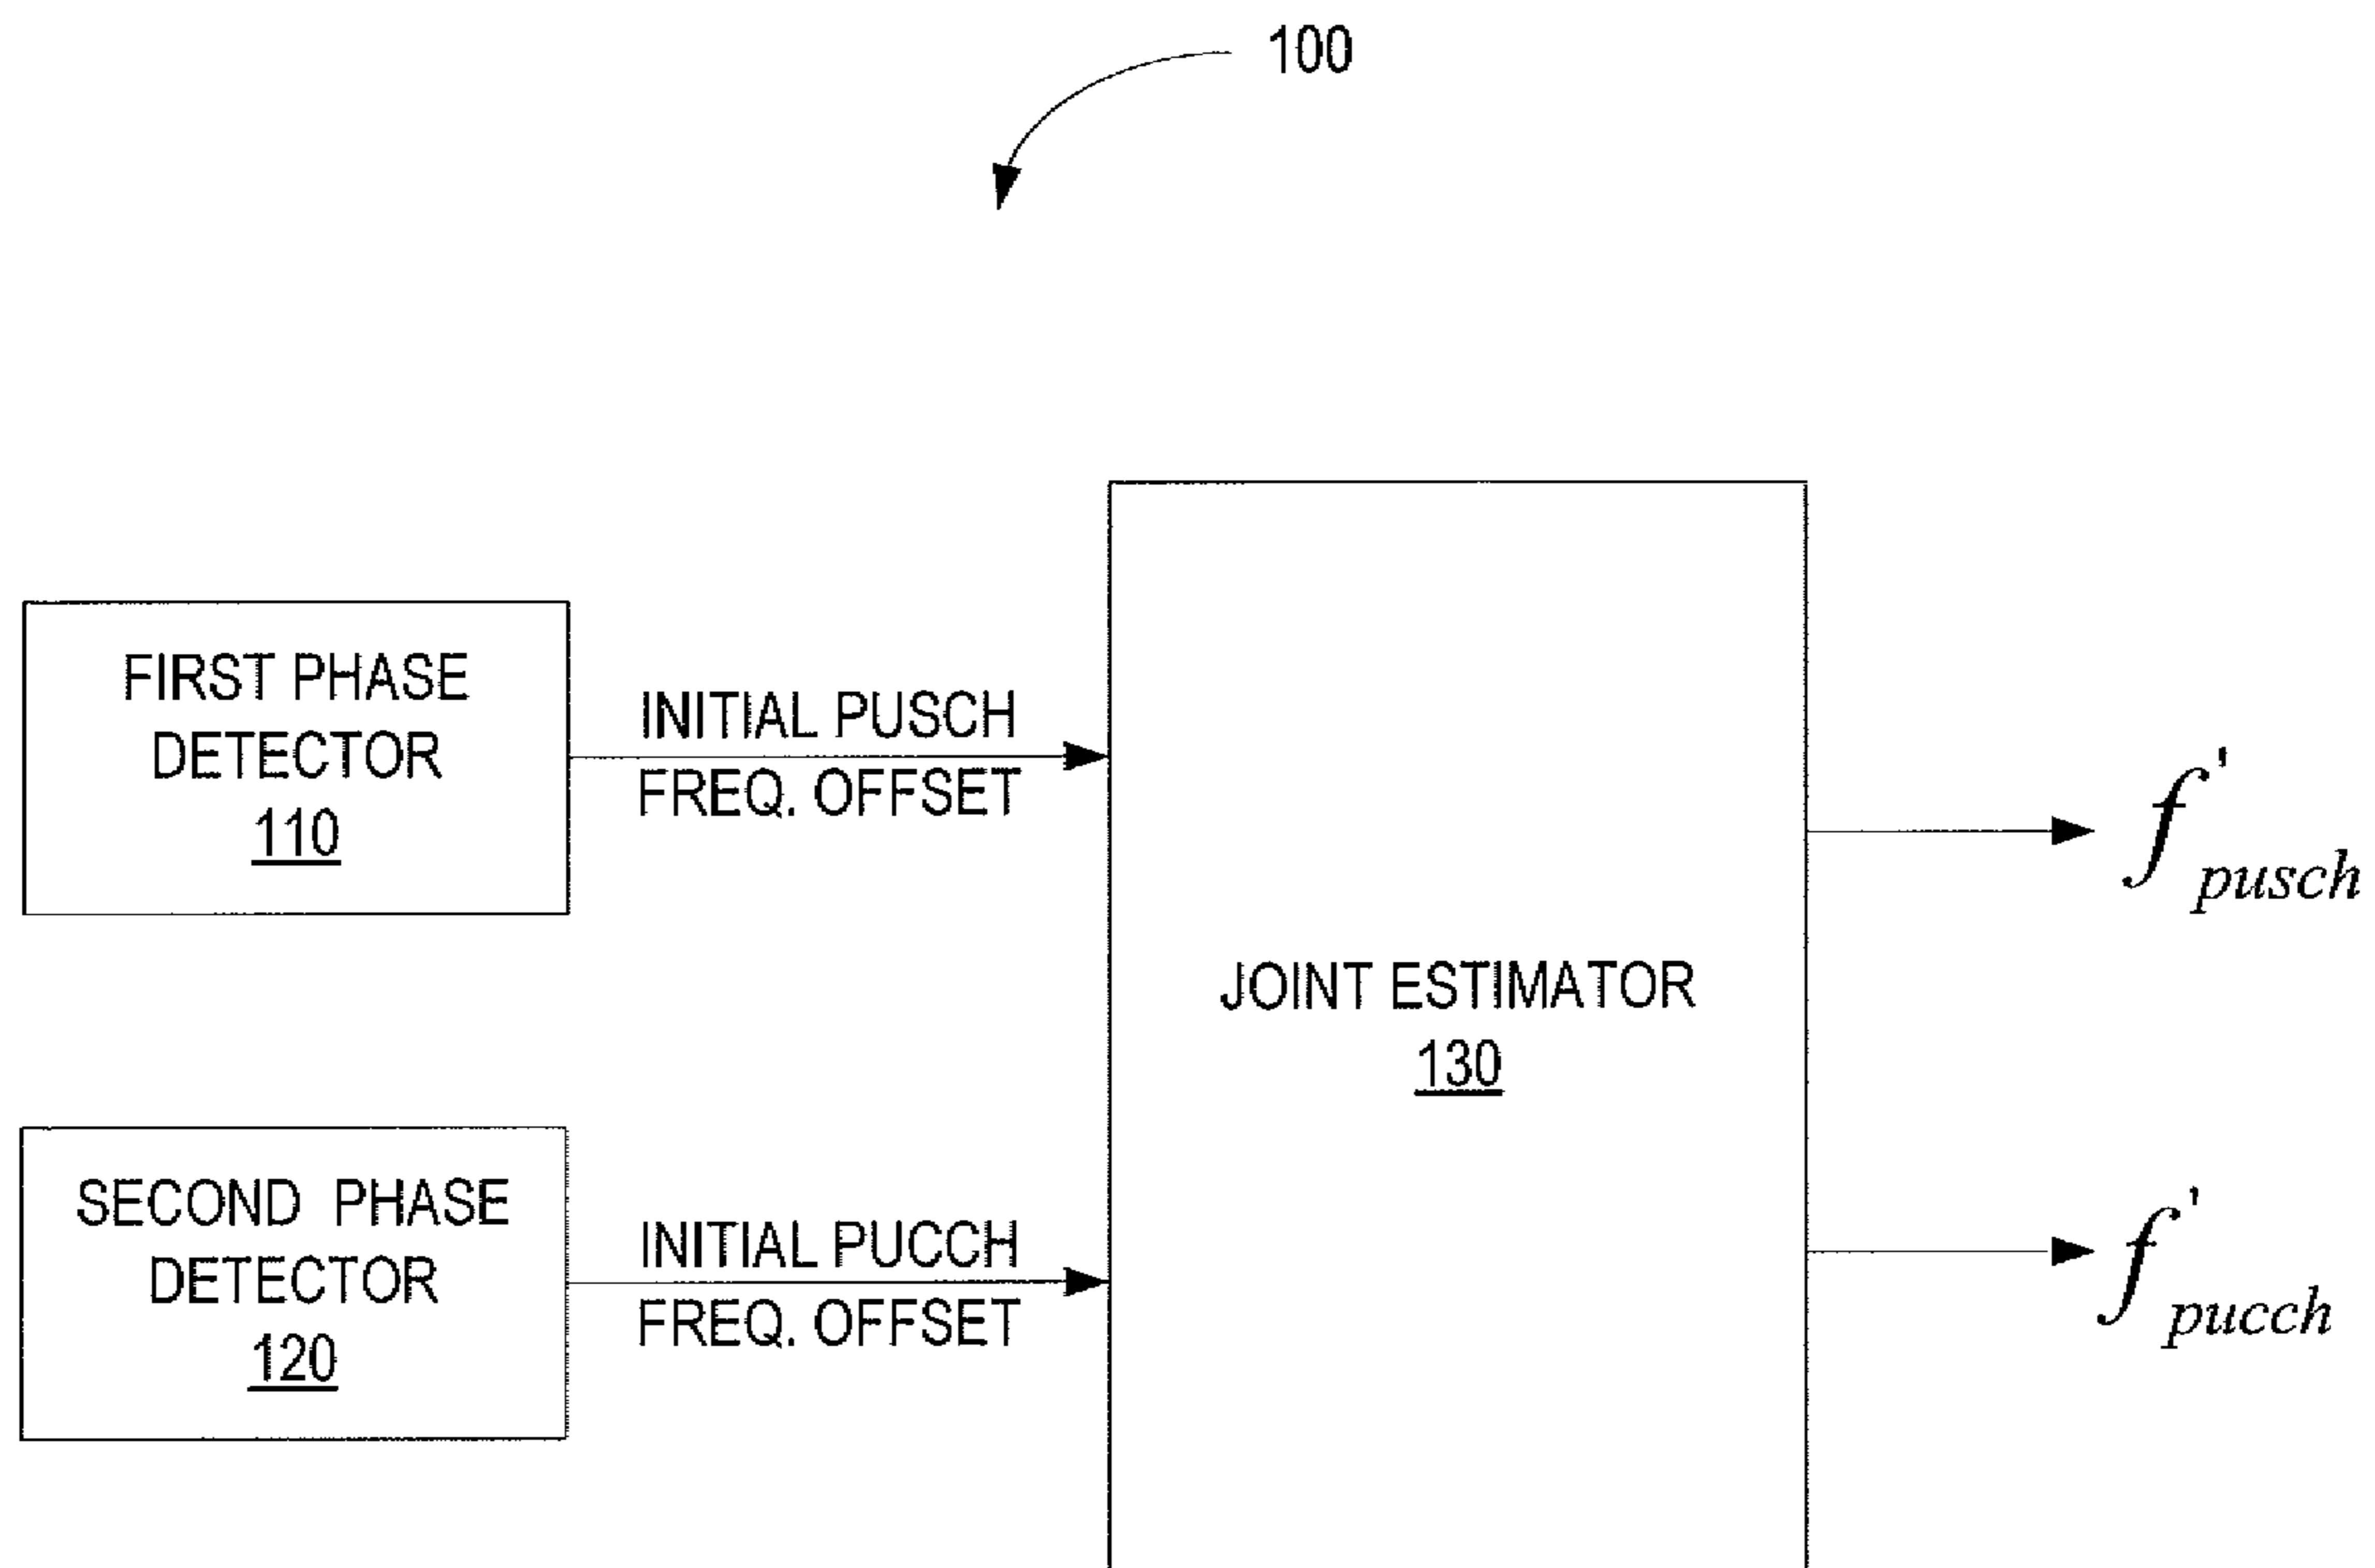 100
FIRST PHASE
DETECTOR
110
INITIAL PUSCH
FREQ. OFFSET
f'pusch
JOINT ESTIMATOR
130
SECOND PHASE
DETECTOR
120
INITIAL PUCCH
FREQ. OFFSET
f'pucch